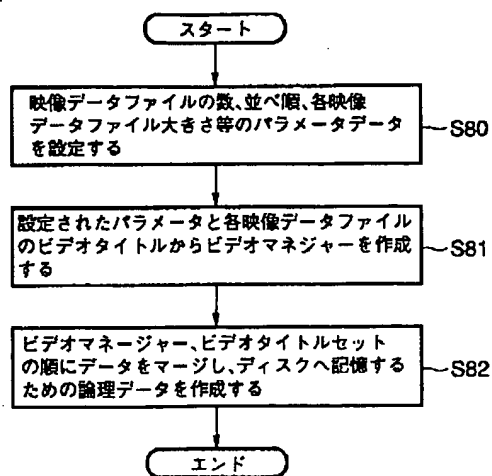 スタート
映像データファイルの数、並べ順、各映像
データファイル大きさ等のパラメータデータ
を設定する
S80
設定されたパラメータと各映像データファイル
のビデオタイトルからビデオマネジャーを作成
する
S81
ビデオマネージャー、ビデオタイトルセット
の順にデータをマージし、ディスクへ記憶する
ための論理データを作成する
S82
エンド